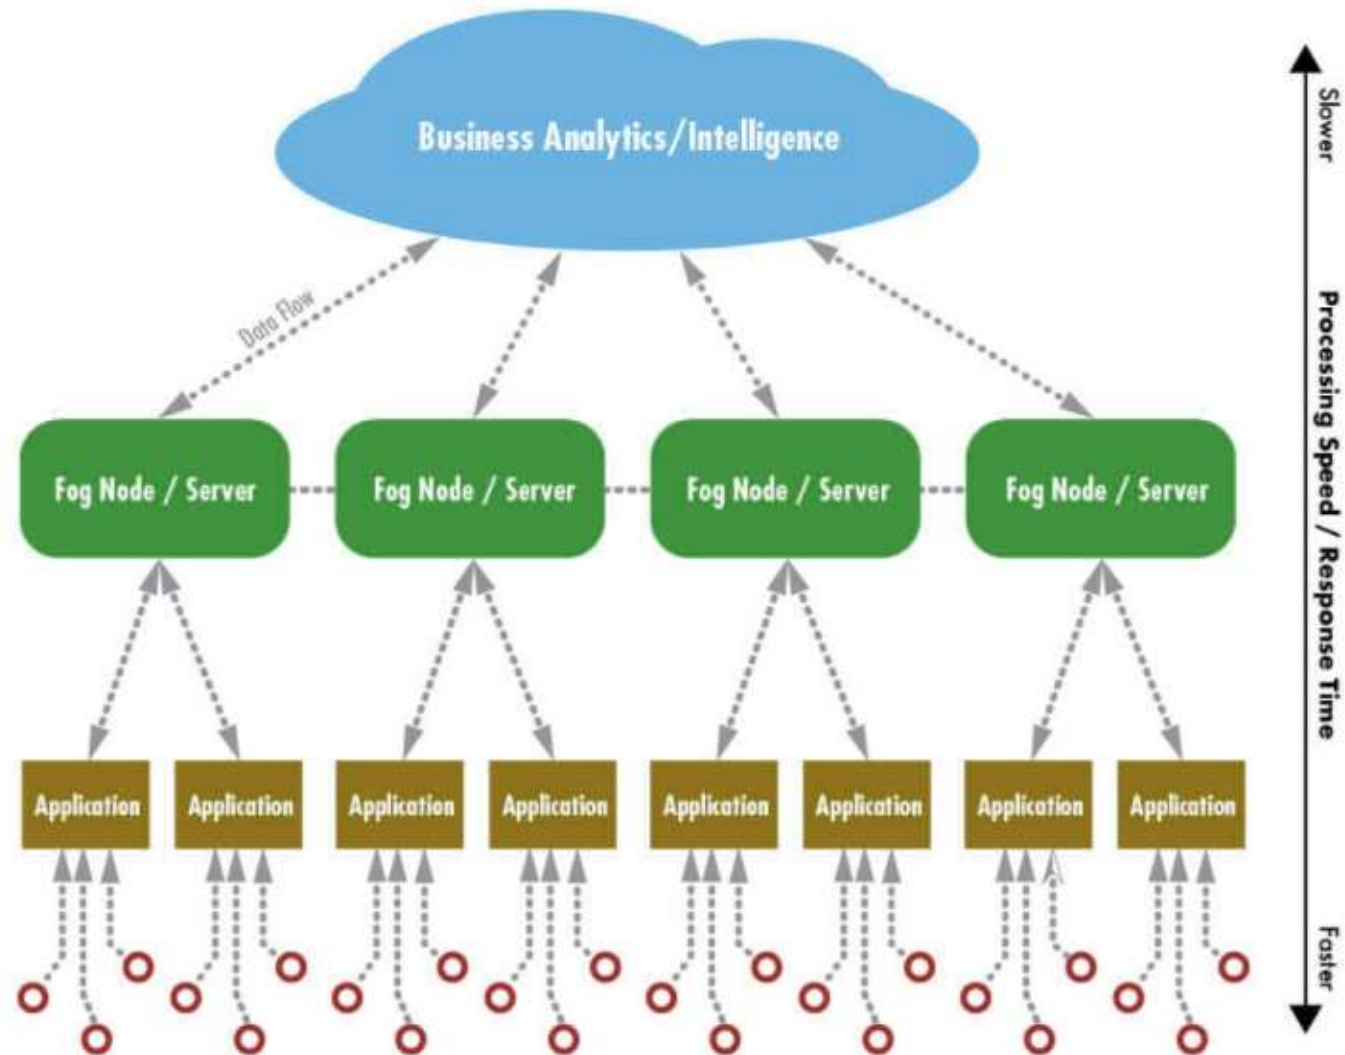 Business Analytics/Intelligence
Slower
Data Flow
Processing Speed / Response Time
Fog Node / Server
Fog Node / Server
Fog Node / Server
Fog Node / Server
Application
Application
Application
Application
Application
Application
Application
Application
Faster